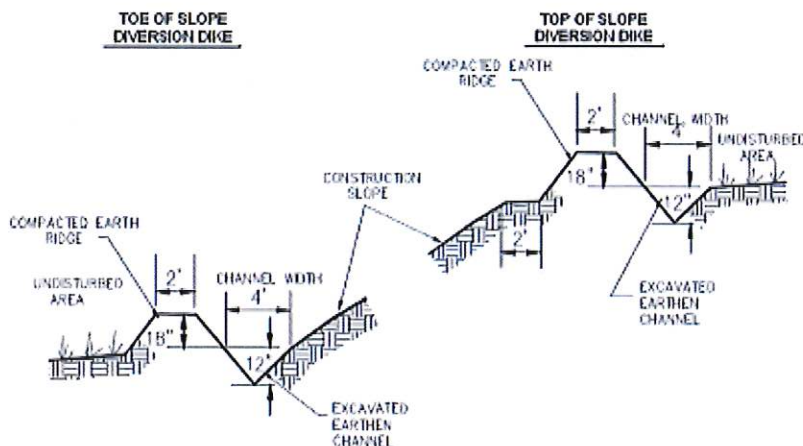 TOE OF SLOPE
DIVERSION DIKE
COMPACTED EARTH
RIDGE
UNDISTURBED
AREA
2'
CHANNEL WIDTH
4'
18"
12'
CONSTRUCTION
SLOPE
EXCAVATED
EARTHEN
CHANNEL
TOP OF SLOPE
DIVERSION DIKE
COMPACTED EARTH
RIDGE
2'
CHANNEL WIDTH
4'
UNDISTURBED
AREA
18"
12"
2'
EXCAVATED
EARTHEN
CHANNEL